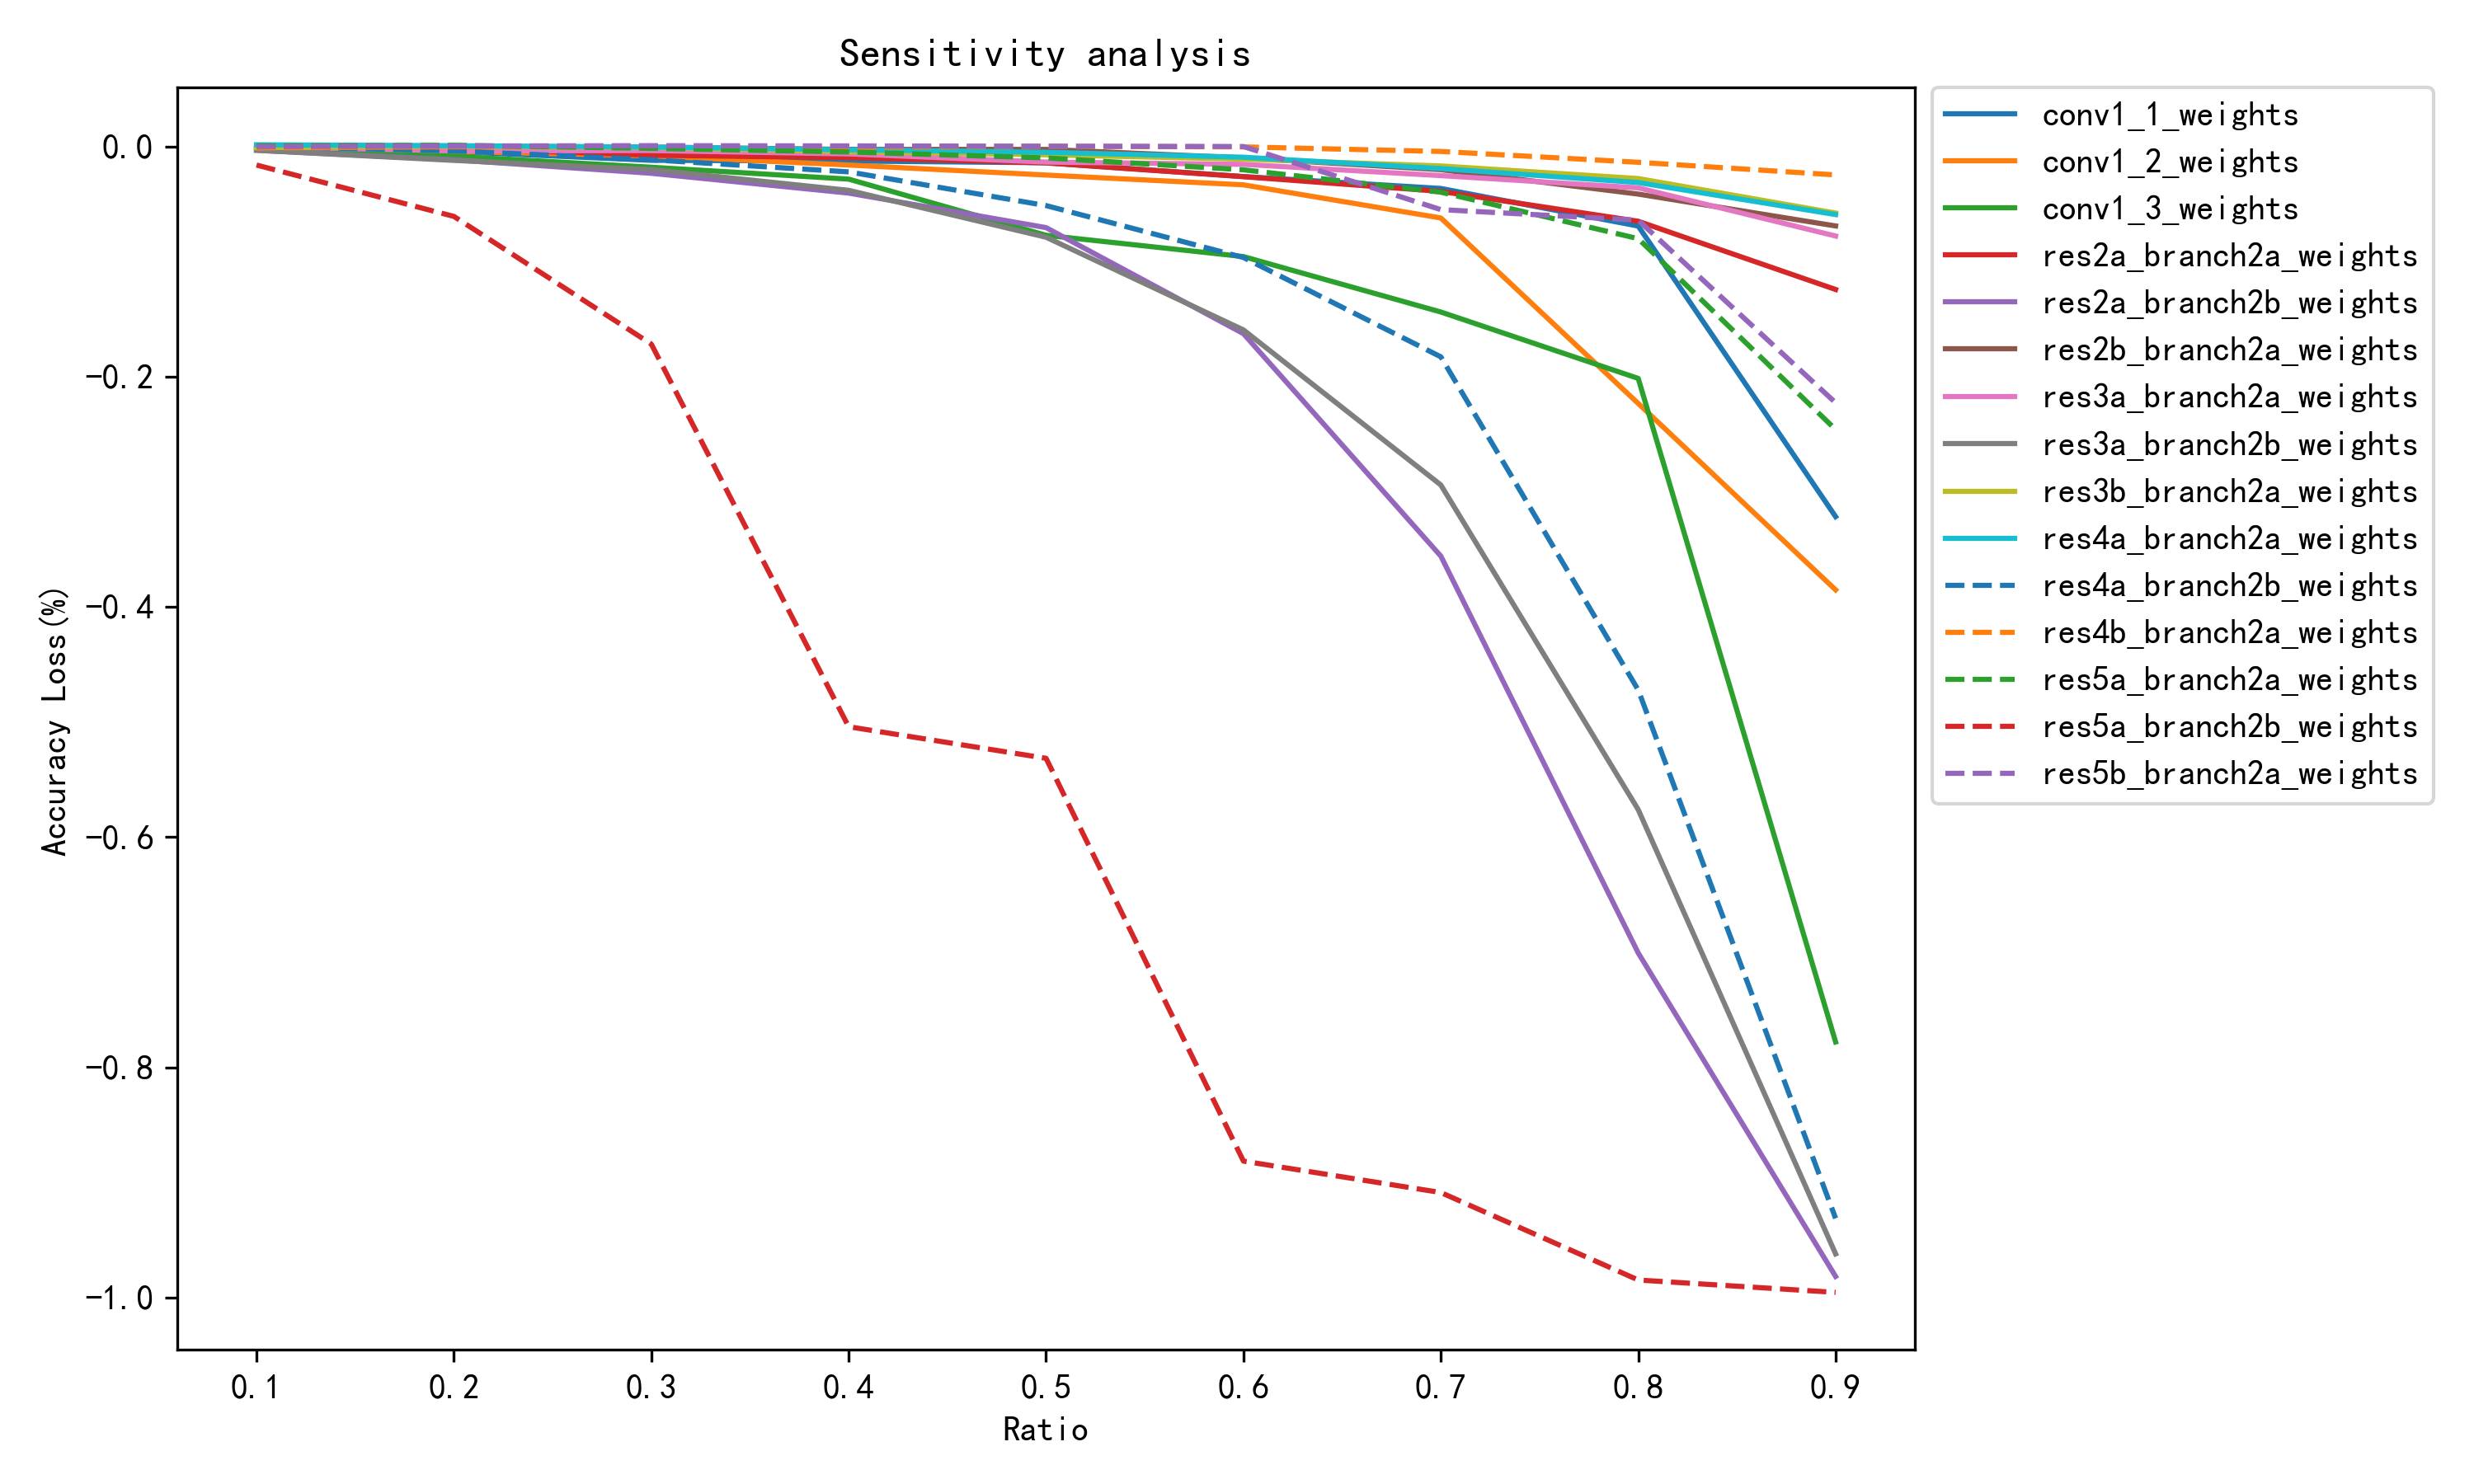 Sensitivity analysis
0.0
-0.2
-0.4
-0.6
-0.8
-1.0
Accuracy Loss(%)
0.1 0.2 0.3 0.4 0.5 0.6 0.7 0.8 0.9
Ratio
conv1_1_weights
conv1_2_weights
conv1_3_weights
res2a_branch2a_weights
res2a_branch2b_weights
res2b_branch2a_weights
res3a_branch2a_weights
res3a_branch2b_weights
res3b_branch2a_weights
res4a_branch2a_weights
res4a_branch2b_weights
res4b_branch2a_weights
res5a_branch2a_weights
res5a_branch2b_weights
res5b_branch2a_weights